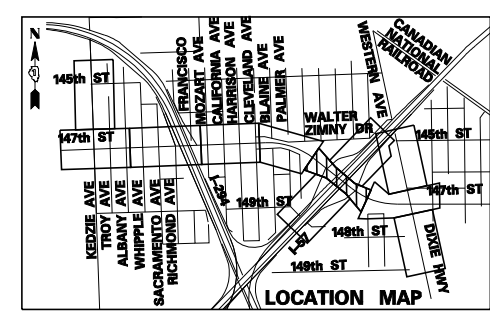 N
145th ST
147th ST
FRANCISCO
MOZART AVE
CALIFORNIA AVE
HARRISON AVE
CLEVELAND AVE
BLAINE AVE
PALMER AVE
WESTERN AVE
CANADIAN
NATIONAL
RAILROAD
WALTER
ZIMNY DR
145th ST
147th ST
KEDZIE AVE
TROY AVE
ALBANY AVE
WHIPPLE AVE
SACRAMENTO AVE
RICHMOND AVE
I-294
149th ST
I-57
148th ST
149th ST
DIXIE HWY
LOCATION MAP